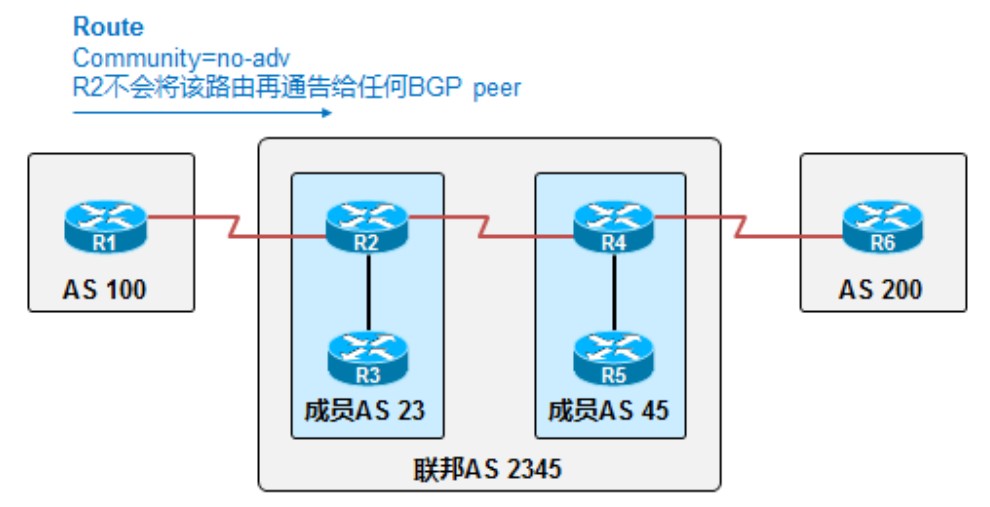 Route
Community=no-adv
R2不会将该路由再通告给任何BGP peer
R1
R2
R4
R6
AS 100
AS 200
R3
R5
成员AS 23
成员AS 45
联邦AS 2345